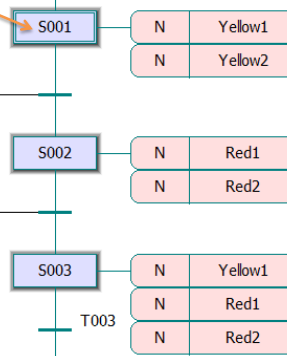 S001 N Yellow1
N Yellow2
S002 N Red1
N Red2
S003 N Yellow1
T003 N Red1
N Red2